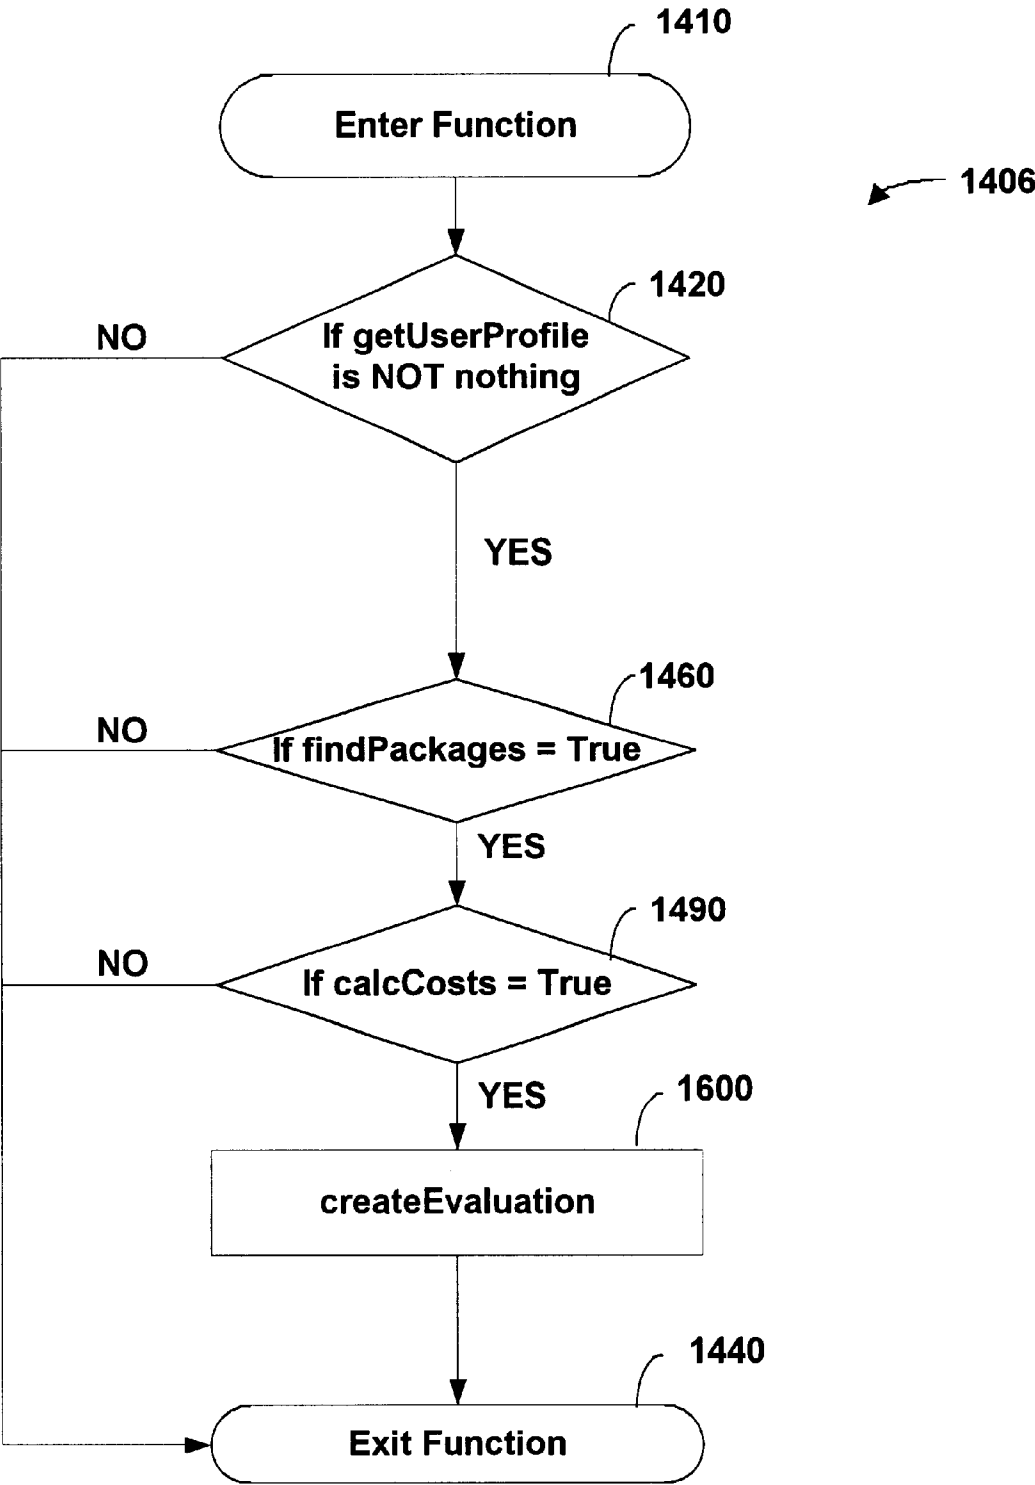 1410
Enter Function
1406
1420
NO
If getUserProfile
is NOT nothing
YES
1460
NO
If findPackages = True
YES
1490
NO
If calcCosts = True
YES
1600
createEvaluation
1440
Exit Function